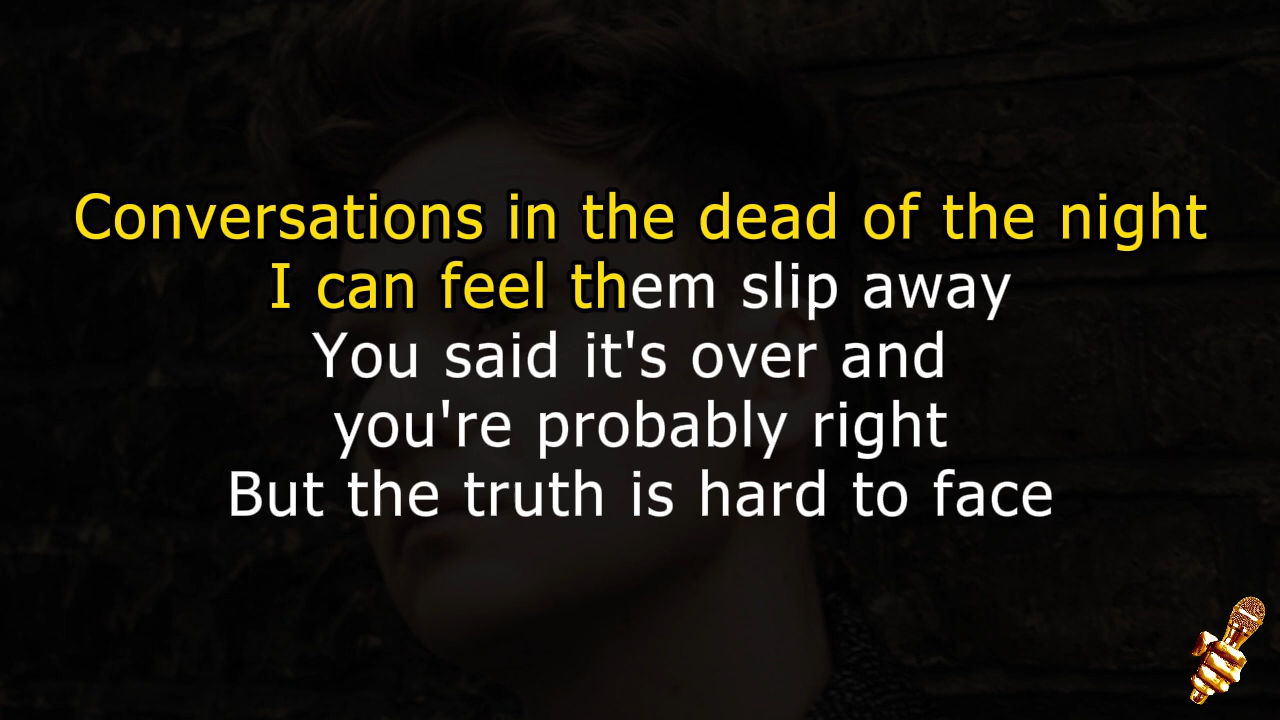 Conversations in the dead of the night
I can feel them slip away
You said it's over and
you're probably right
But the truth is hard to face